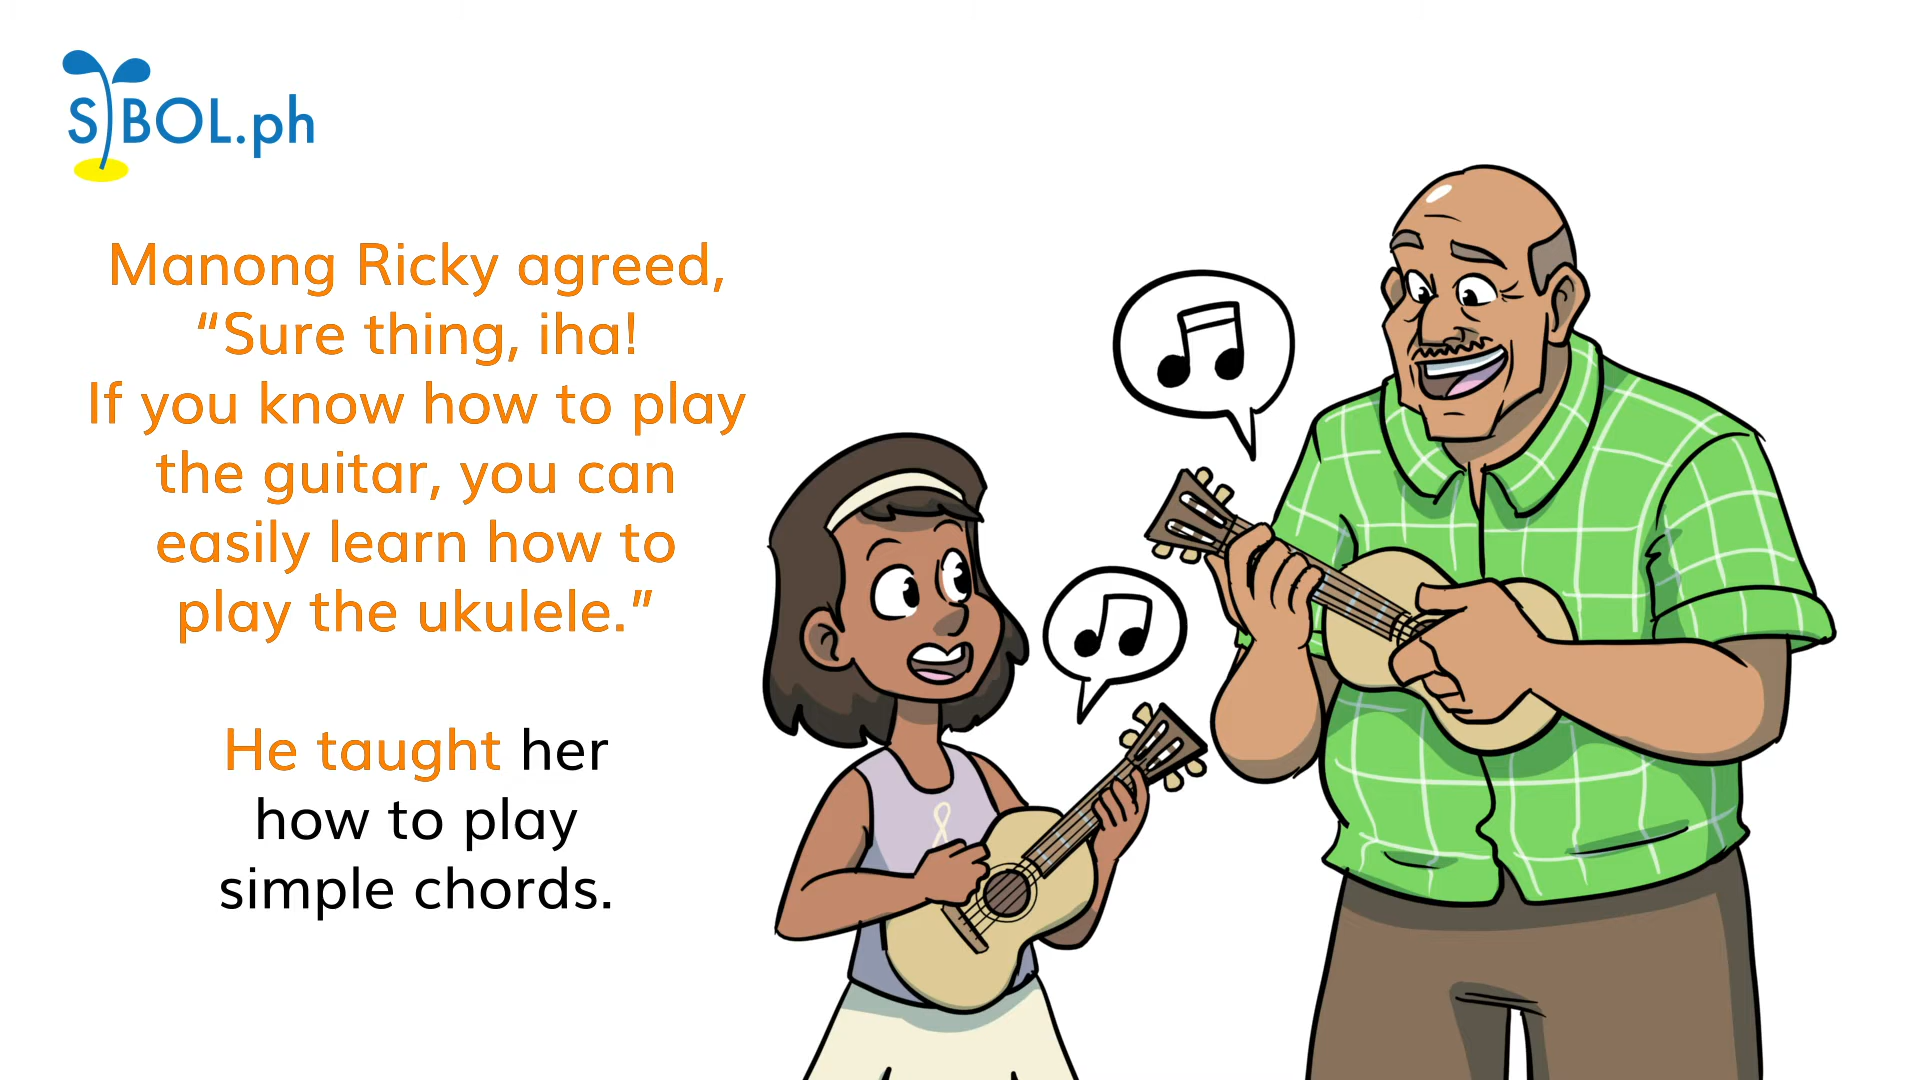 SIBOL.ph
Manong Ricky agreed,
“Sure thing, iha!
If you know how to play
the guitar, you can
easily learn how to
play the ukulele.”
He taught her
how to play
simple chords.